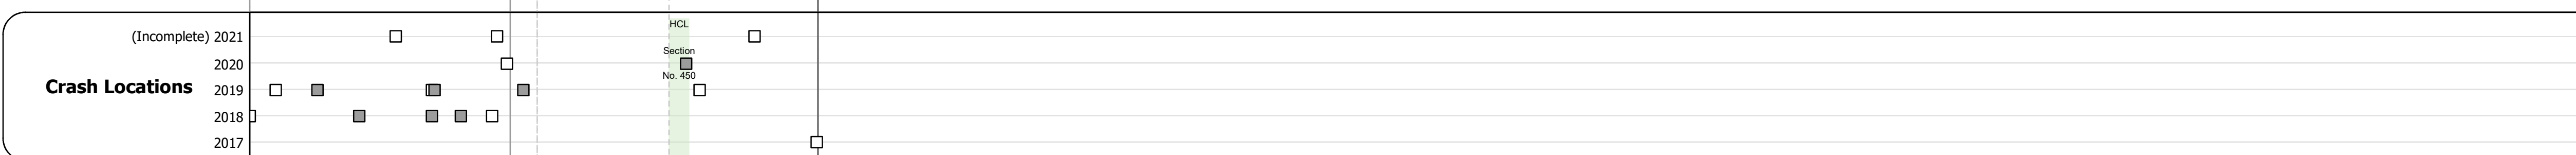 HCL
(Incomplete) 2021
Section
2020
No. 450
Crash Locations
2019
2018
2017